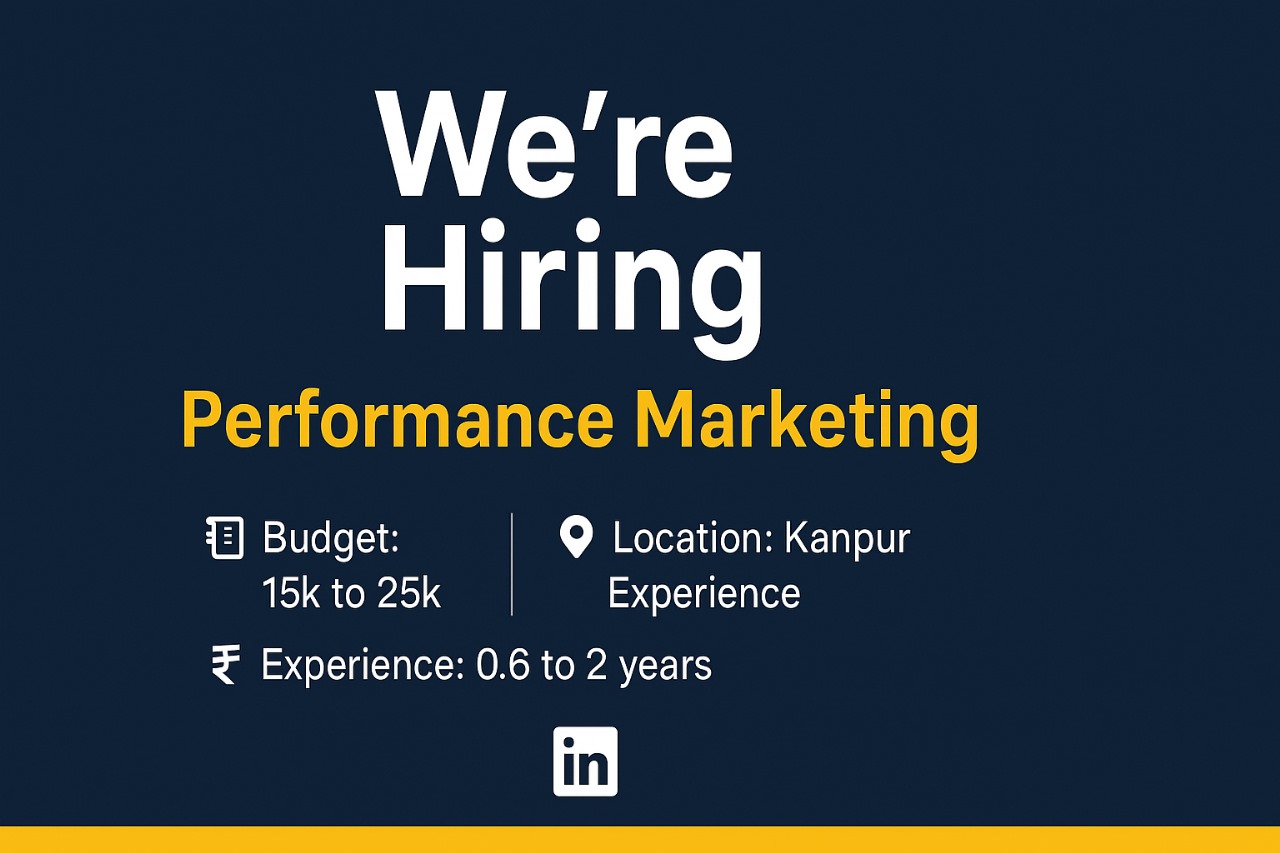 We’re
Hiring
Performance Marketing
Budget:
15k to 25k
Location: Kanpur
Experience
₹ Experience: 0.6 to 2 years
in